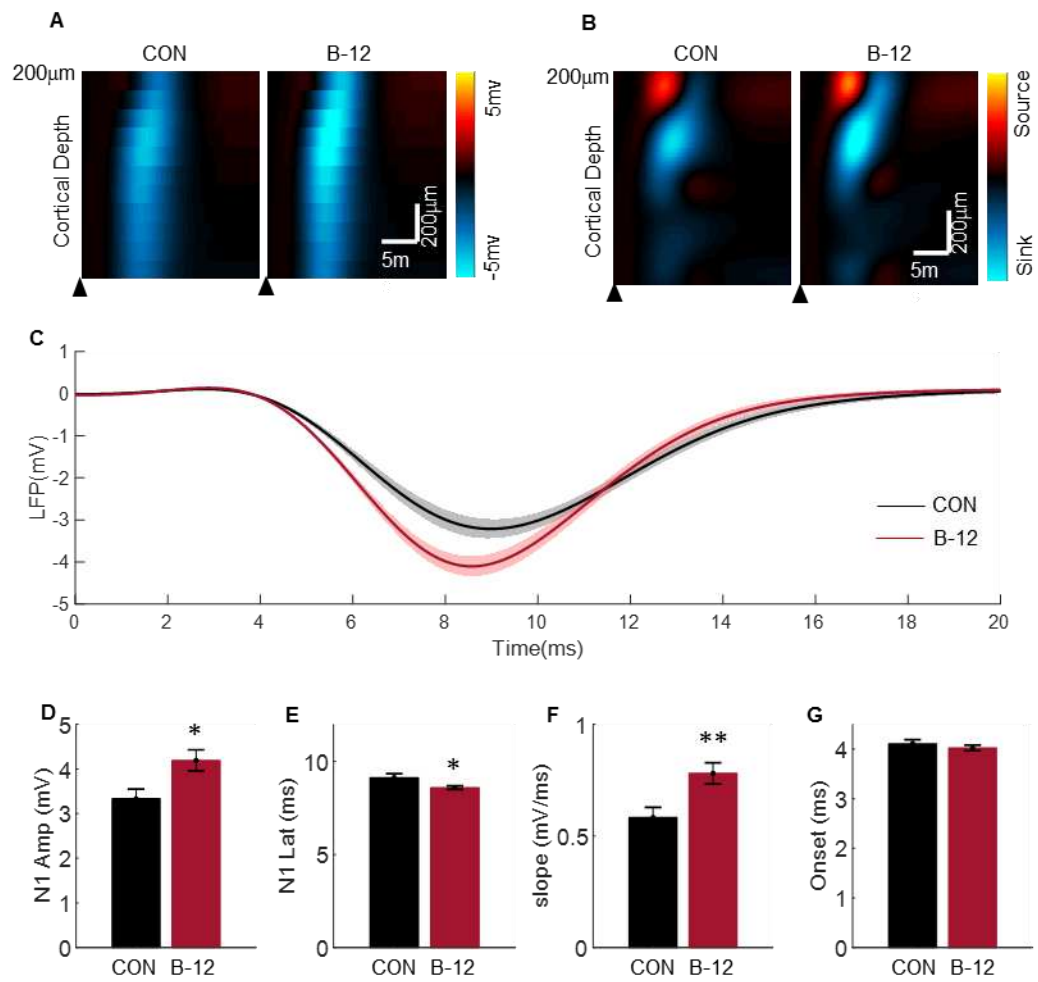 A
B
CON
B-12
CON
B-12
200μm
Cortical Depth
5m
200μm
5mv
-5mv
200μm
Cortical Depth
5m
200μm
Source
Sink
C
1
0
-1
-2
-3
-4
-5
LFP(mV)
CON
B-12
0
2
4
6
8
10
12
14
16
18
20
Time(ms)
D
5
4
3
2
1
0
N1 Amp (mV)
*
CON
B-12
E
10
5
0
N1 Lat (ms)
*
CON
B-12
F
1
0.5
0
slope (mV/ms)
**
CON
B-12
G
4
3
2
1
0
Onset (ms)
CON
B-12